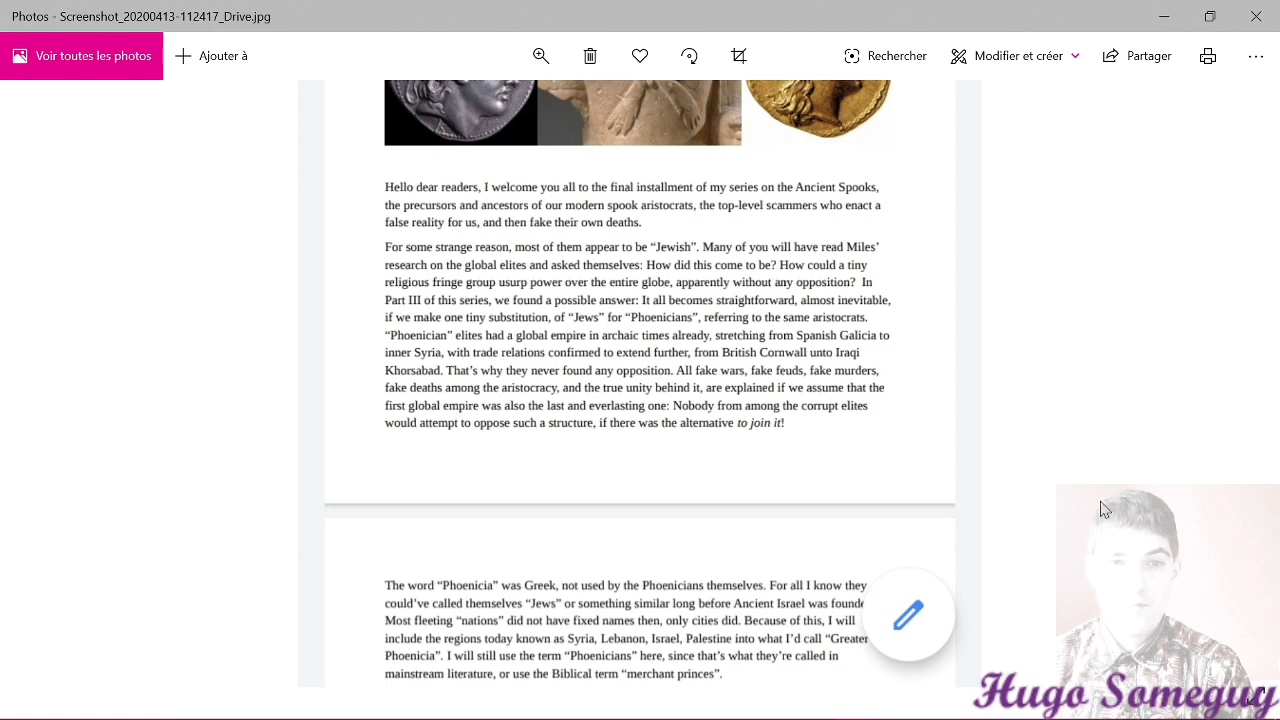 Photos - Screenshot_20200413-112417_Drive.jpg
Voir toutes les photos
Ajouter à
Rechercher
Modifier et créer
Partager
Hello dear readers, I welcome you all to the final installment of my series on the Ancient Spooks,
the precursors and ancestors of our modern spook aristocrats, the top-level scammers who enact a
false reality for us, and then fake their own deaths.
For some strange reason, most of them appear to be “Jewish”. Many of you will have read Miles’
research on the global elites and asked themselves: How did this come to be? How could a tiny
religious fringe group usurp power over the entire globe, apparently without any opposition? In
Part III of this series, we found a possible answer: It all becomes straightforward, almost inevitable,
if we make one tiny substitution, of “Jews” for “Phoenicians”, referring to the same aristocrats.
“Phoenician” elites had a global empire in archaic times already, stretching from Spanish Galicia to
inner Syria, with trade relations confirmed to extend further, from British Cornwall unto Iraqi
Khorsabad. That’s why they never found any opposition. All fake wars, fake feuds, fake murders,
fake deaths among the aristocracy, and the true unity behind it, are explained if we assume that the
first global empire was also the last and everlasting one: Nobody from among the corrupt elites
would attempt to oppose such a structure, if there was the alternative to join it!
The word “Phoenicia” was Greek, not used by the Phoenicians themselves. For all I know they
could’ve called themselves “Jews” or something similar long before Ancient Israel was founde
Most fleeting “nations” did not have fixed names then, only cities did. Because of this, I will
include the regions today known as Syria, Lebanon, Israel, Palestine into what I’d call “Greater
Phoenicia”. I will still use the term “Phoenicians” here, since that’s what they’re called in
mainstream literature, or use the Biblical term “merchant princes”.
Hugo Someguy